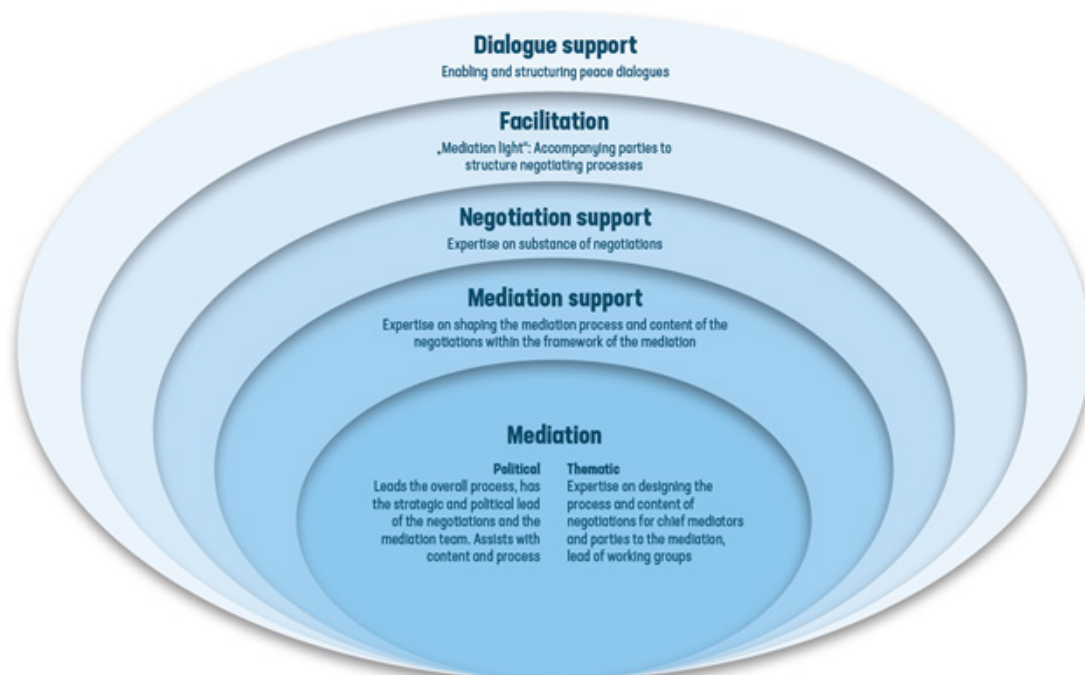 Dialogue support
Enabling and structuring peace dialogues
Facilitation
„Mediation light“: Accompanying parties to
structure negotiating processes
Negotiation support
Expertise on substance of negotiations
Mediation support
Expertise on shaping the mediation process and content of the
negotiations within the framework of the mediation
Mediation
Political
Leads the overall process, has
the strategic and political lead
of the negotiations and the
mediation team. Assists with
content and process
Thematic
Expertise on designing the
process and content of
negotiations for chief mediators
and parties to the mediation,
lead of working groups